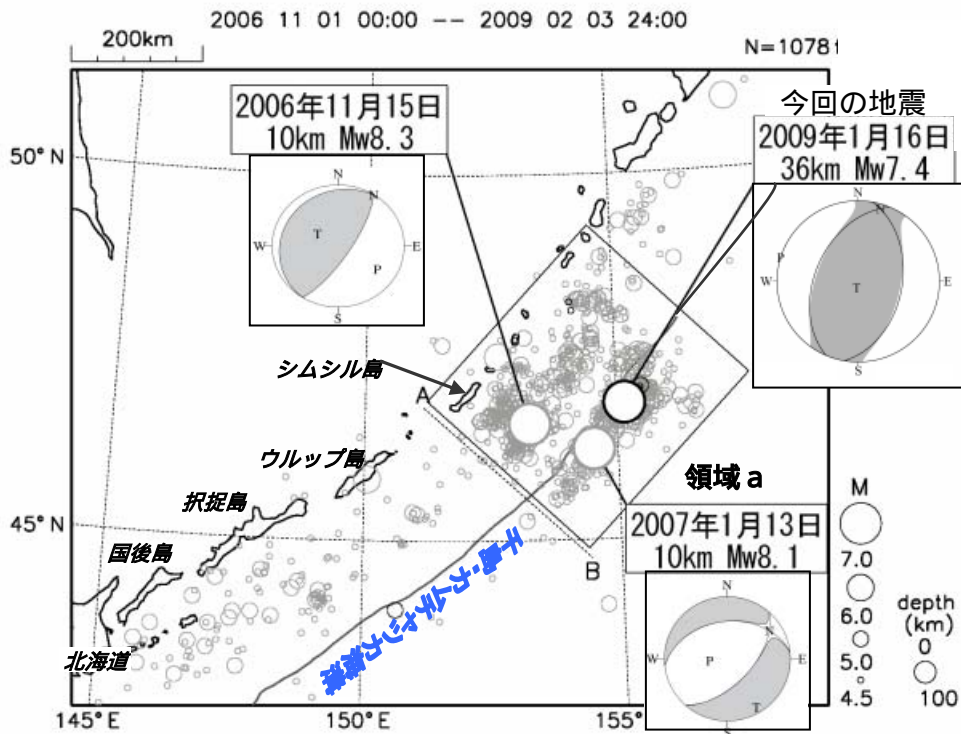 2006 11 01 00:00 -- 2009 02 03 24:00
200km
N=1078
2006年11月15日
10km Mw8.3
今回の地震
2009年1月16日
36km Mw7.4
50°N
N
N
T
W
E
P
S
N
N
P
W
E
T
S
シムシル島
A
ウルップ島
領域a
択捉島
45°N
2007年1月13日
10km Mw8.1
国後島
B
千島・カムチャツカ海溝
北海道
N
N
W
P
E
T
S
M
7.0
6.0
5.0
4.5
depth
(km)
0
100
145°E
150°E
155°